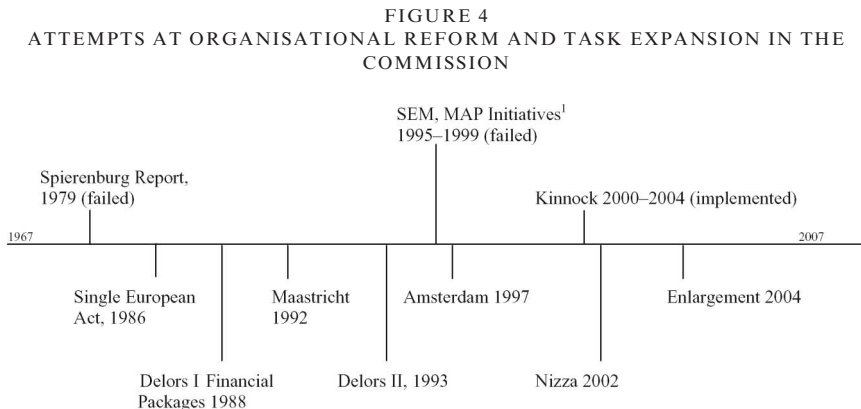 FIGURE 4
ATTEMPTS AT ORGANISATIONAL REFORM AND TASK EXPANSION IN THE
COMMISSION
SEM, MAP Initiatives¹
1995–1999 (failed)
Spierenburg Report,
1979 (failed)
Kinnock 2000–2004 (implemented)
1967
2007
Single European
Act, 1986
Maastricht
1992
Amsterdam 1997
Enlargement 2004
Delors I Financial
Packages 1988
Delors II, 1993
Nizza 2002